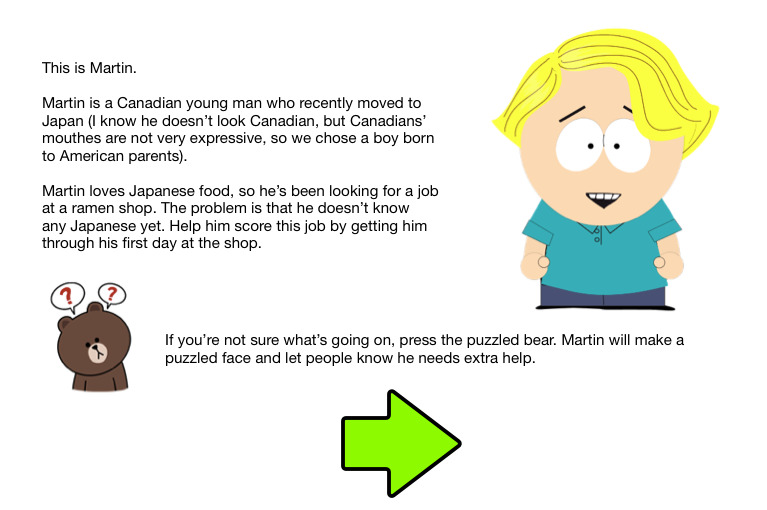 This is Martin.
Martin is a Canadian young man who recently moved to
Japan (I know he doesn’t look Canadian, but Canadians’
mouthes are not very expressive, so we chose a boy born
to American parents).
Martin loves Japanese food, so he’s been looking for a job
at a ramen shop. The problem is that he doesn’t know
any Japanese yet. Help him score this job by getting him
through his first day at the shop.
? ?
If you’re not sure what’s going on, press the puzzled bear. Martin will make a
puzzled face and let people know he needs extra help.